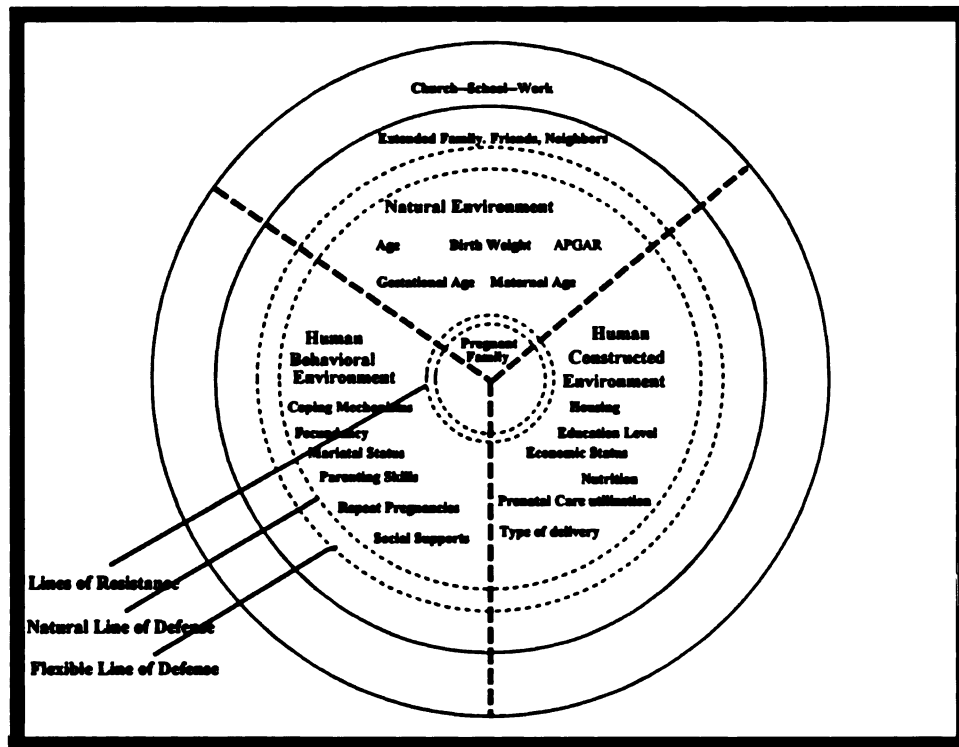 Church–School–Work
Extended Family. Friends, Neighbors
Natural Environment
Age Birth Weight APGAR
Gestational Age Maternal Age
Pregnant
Family
Human
Behavioral
Environment
Coping Mechanisms
Fecundancy
Mariatal Status
Parenting Skills
Repeat Pregnancies
Social Supports
Human
Constructed
Environment
Housing
Education Level
Economic Status
Nutrition
Prenatal Care utilization
Type of delivery
Lines of Resistance
Natural Line of Defense
Flexible Line of Defense